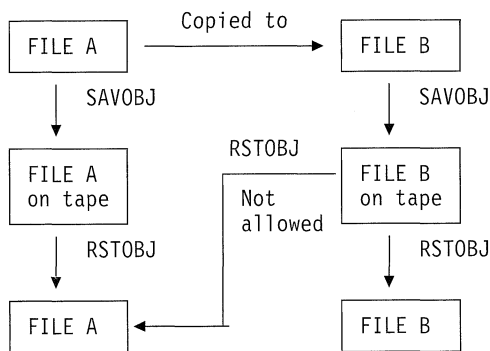 Copied to
FILE A
FILE B
SAVOBJ
SAVOBJ
FILE A
on tape
RSTOBJ
Not
allowed
FILE B
on tape
RSTOBJ
RSTOBJ
FILE A
FILE B